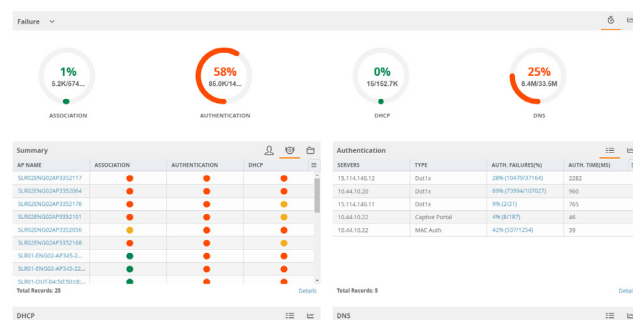 Failure
1%
5.2K/574...
ASSOCIATION
58%
85.0K/14...
AUTHENTICATION
0%
15/152.7K
DHCP
25%
8.4M/33.5M
DNS
Summary
AP NAME ASSOCIATION AUTHENTICATION DHCP
SLR02ENG02AP3352117
SLR02ENG02AP3352064
SLR02ENG02AP3352176
SLR02ENG02AP3352101
SLR02ENG02AP3352056
SLR02ENG02AP3352168
SLR01-ENG02-AP345-2...
SLR01-ENG02-AP345-22...
Total Records: 25 Details
Authentication
SERVERS TYPE AUTH. FAILURES(%) AUTH. TIME(MS)
15.114.140.12 Dot1x 28% (10470/37164) 2282
10.44.10.20 Dot1x 69% (73994/107027) 960
15.114.140.11 Dot1x 9% (2/21) 765
10.44.10.22 Captive Portal 4% (8/187) 46
10.44.10.22 MAC Auth 42% (537/1254) 39
Total Records: 5
DHCP
DNS